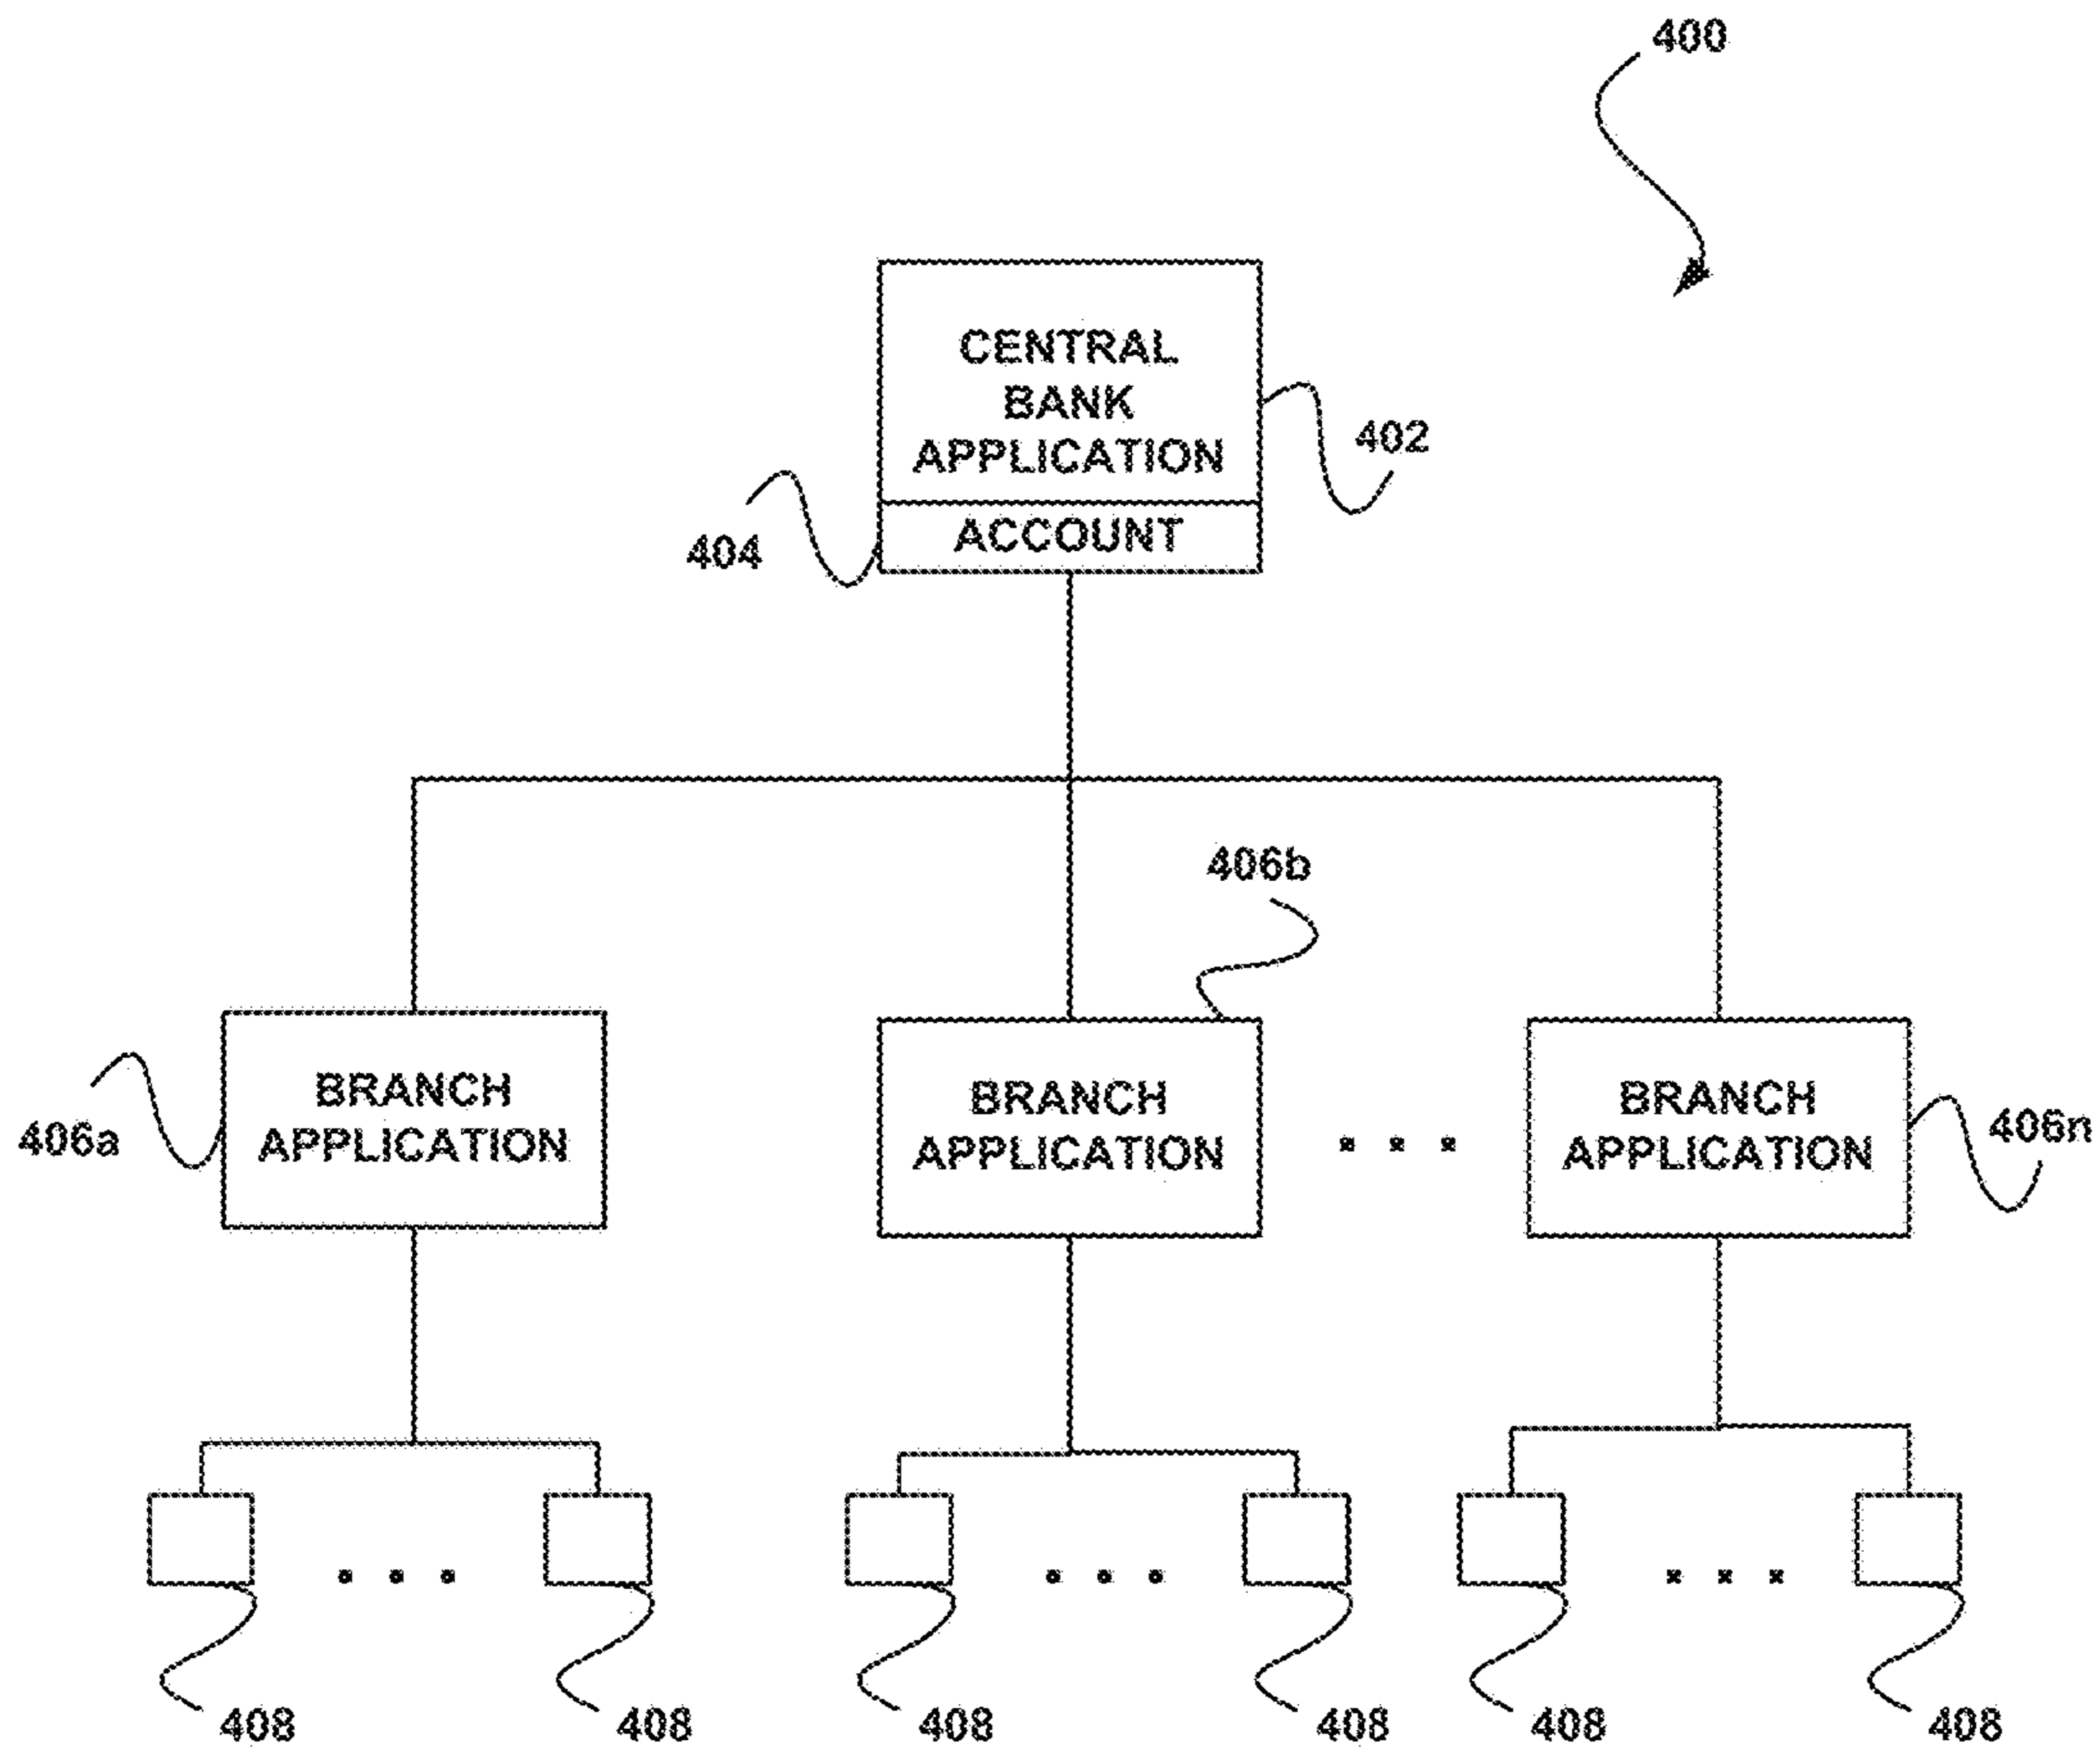 400
CENTRAL
BANK
APPLICATION
402
ACCOUNT
404
406b
BRANCH
APPLICATION
406a
BRANCH
APPLICATION
BRANCH
APPLICATION
406n
408
408
408
408
408
408